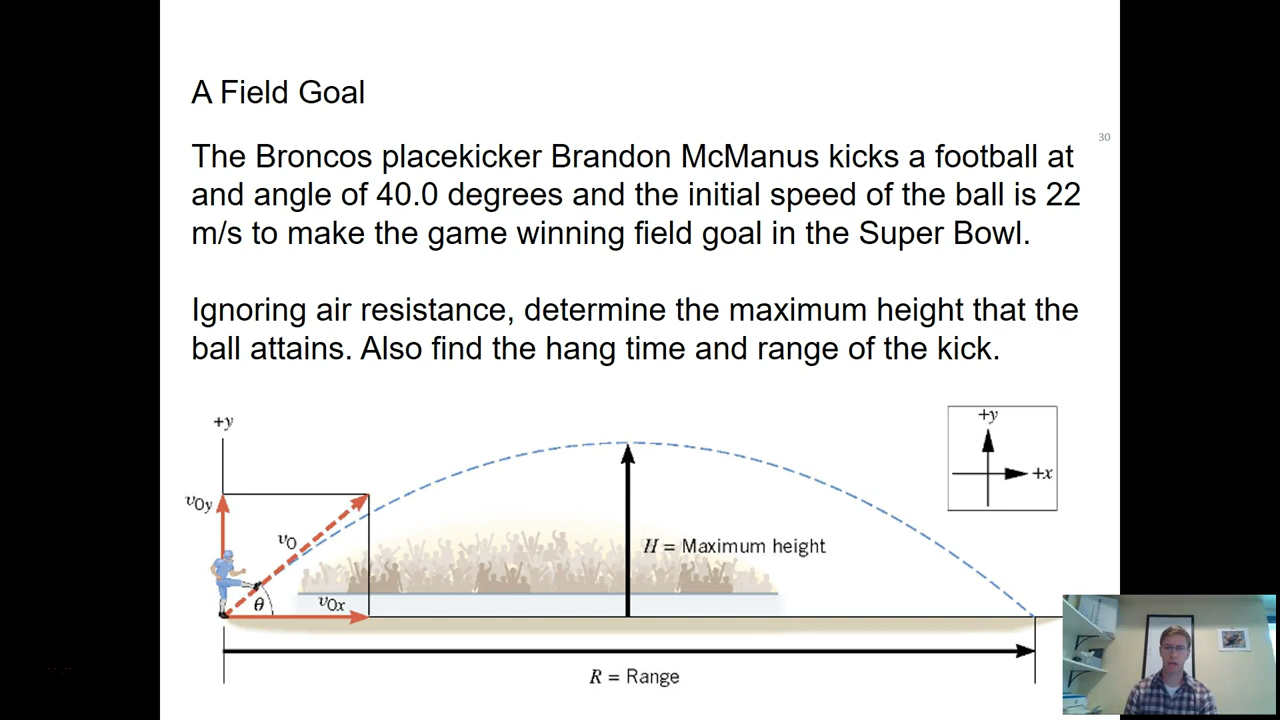 A Field Goal
30
The Broncos placekicker Brandon McManus kicks a football at
and angle of 40.0 degrees and the initial speed of the ball is 22
m/s to make the game winning field goal in the Super Bowl.
Ignoring air resistance, determine the maximum height that the
ball attains. Also find the hang time and range of the kick.
+y
+y
+x
v0y
v0
H = Maximum height
θ
v0x
R = Range